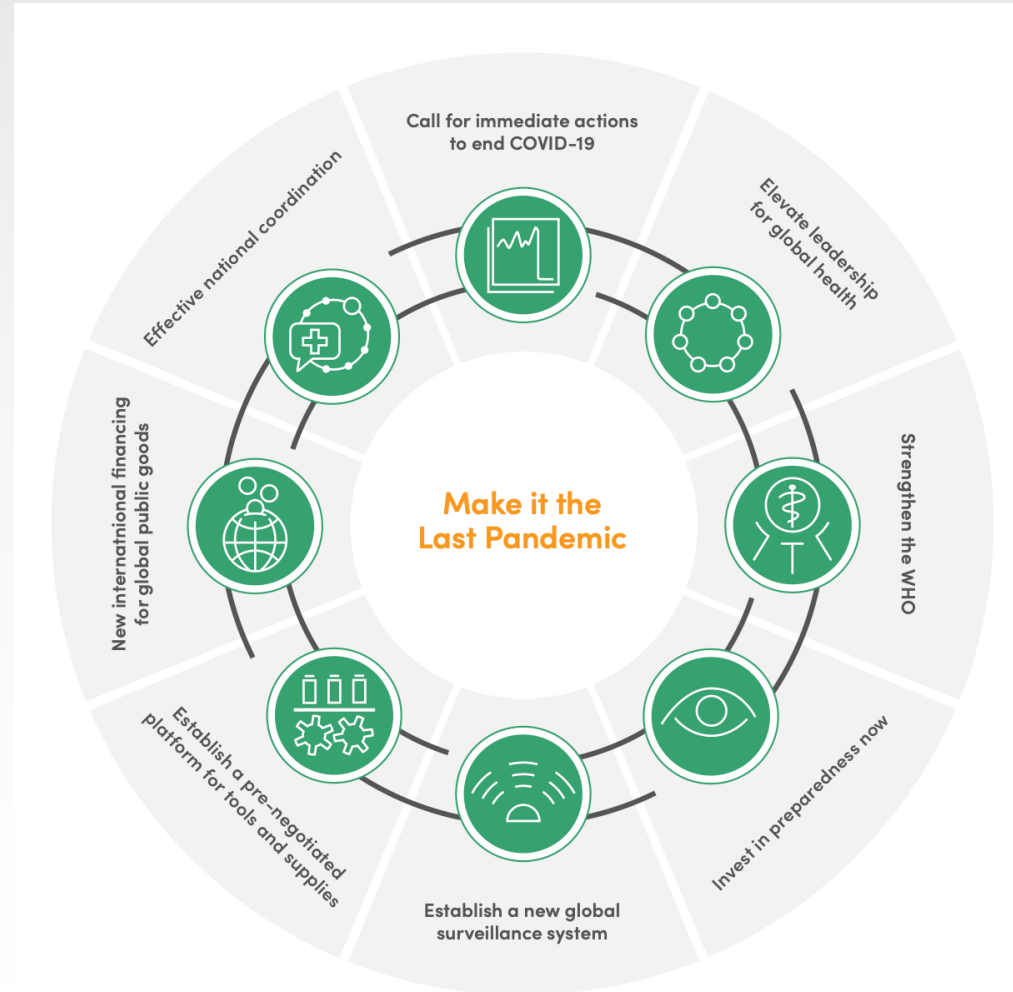 Call for immediate actions
to end COVID-19
Elevate leadership
for global health
Strengthen the WHO
Invest in preparedness now
Establish a new global
surveillance system
Establish a pre-negotiated
platform for tools and supplies
New internatnional financing
for global public goods
Effective national coordination
Make it the
Last Pandemic